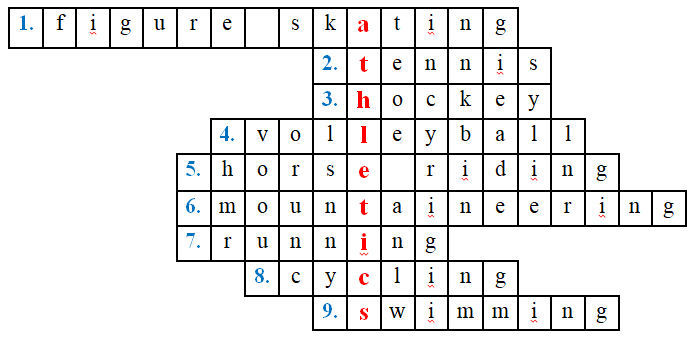 1. figure skating
2. tennis
3. hockey
4. volleyball
5. horse riding
6. mountaineering
7. running
8. cycling
9. swimming